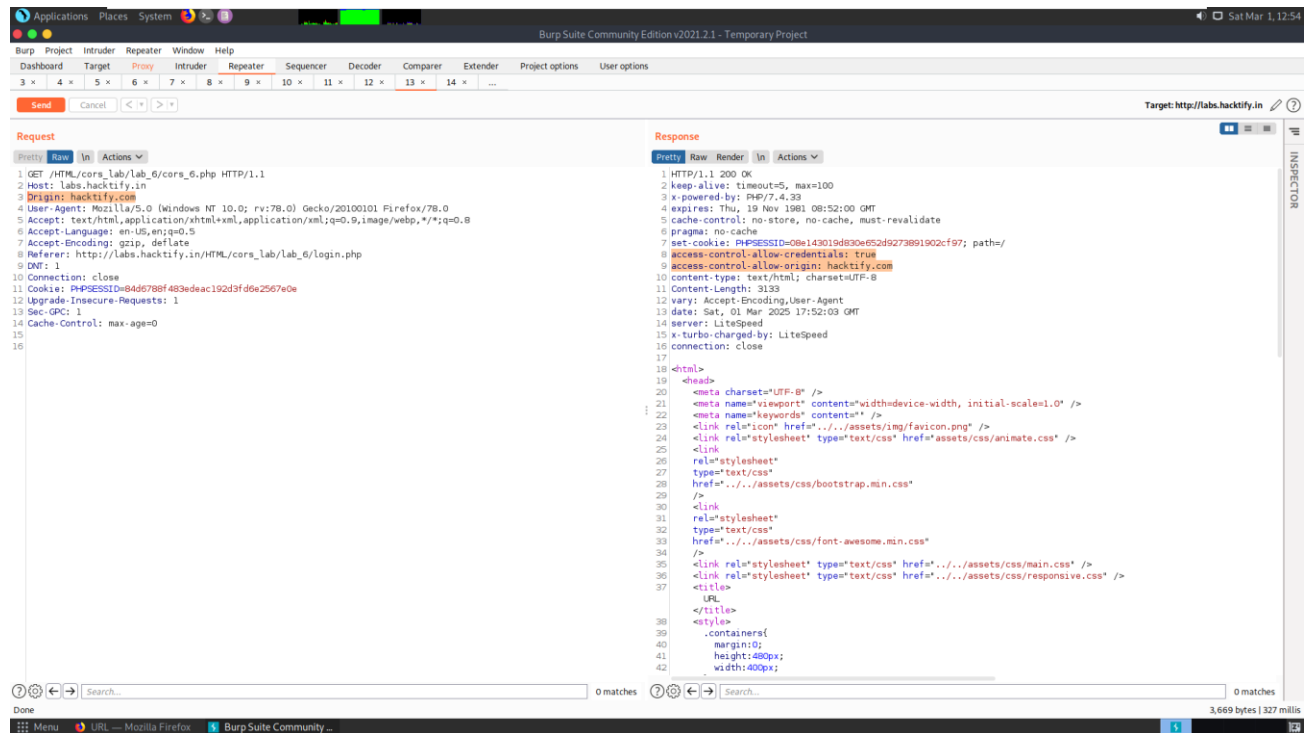 Applications Places System Sat Mar 1, 12:54
Burp Suite Community Edition v2021.2.1 - Temporary Project
Burp Project Intruder Repeater Window Help
Dashboard Target Proxy Intruder Repeater Sequencer Decoder Comparer Extender Project options User options
3 × 4 × 5 × 6 × 7 × 8 × 9 × 10 × 11 × 12 × 13 × 14 × ...
Send Cancel < > Target: http://labs.hacktify.in
Request
Pretty Raw \n Actions
1 GET /HTML/cors_lab/lab_6/cors_6.php HTTP/1.1
2 Host: labs.hacktify.in
3 Origin: hacktify.com
4 User-Agent: Mozilla/5.0 (Windows NT 10.0; rv:78.0) Gecko/20100101 Firefox/78.0
5 Accept: text/html,application/xhtml+xml,application/xml;q=0.9,image/webp,*/*;q=0.8
6 Accept-Language: en-US,en;q=0.5
7 Accept-Encoding: gzip, deflate
8 Referer: http://labs.hacktify.in/HTML/cors_lab/lab_6/login.php
9 DNT: 1
10 Connection: close
11 Cookie: PHPSESSID=84d6788f483edeac192d3fd6e2567e0e
12 Upgrade-Insecure-Requests: 1
13 Sec-GPC: 1
14 Cache-Control: max-age=0
15
16
Response
Pretty Raw Render \n Actions
1 HTTP/1.1 200 OK
2 keep-alive: timeout=5, max=100
3 x-powered-by: PHP/7.4.33
4 expires: Thu, 19 Nov 1981 08:52:00 GMT
5 cache-control: no-store, no-cache, must-revalidate
6 pragma: no-cache
7 set-cookie: PHPSESSID=08e143019d830e652d9273891902cf97; path=/
8 access-control-allow-credentials: true
9 access-control-allow-origin: hacktify.com
10 content-type: text/html; charset=UTF-8
11 Content-Length: 3133
12 vary: Accept-Encoding,User-Agent
13 date: Sat, 01 Mar 2025 17:52:03 GMT
14 server: LiteSpeed
15 x-turbo-charged-by: LiteSpeed
16 connection: close
17
18 <html>
19 <head>
20 <meta charset="UTF-8" />
21 <meta name="viewport" content="width=device-width, initial-scale=1.0" />
22 <meta name="keywords" content="" />
23 <link rel="icon" href="../../assets/img/favicon.png" />
24 <link rel="stylesheet" type="text/css" href="assets/css/animate.css" />
25 <link
26 rel="stylesheet"
27 type="text/css"
28 href="../../assets/css/bootstrap.min.css"
29 />
30 <link
31 rel="stylesheet"
32 type="text/css"
33 href="../../assets/css/font-awesome.min.css"
34 />
35 <link rel="stylesheet" type="text/css" href="../../assets/css/main.css" />
36 <link rel="stylesheet" type="text/css" href="../../assets/css/responsive.css" />
37 <title>
URL
</title>
38 <style>
39 .containers{
40 margin:0;
41 height:480px;
42 width:400px;
INSPECTOR
Search... 0 matches
Search... 0 matches
Done 3,669 bytes | 327 millis
Menu URL — Mozilla Firefox Burp Suite Community ...